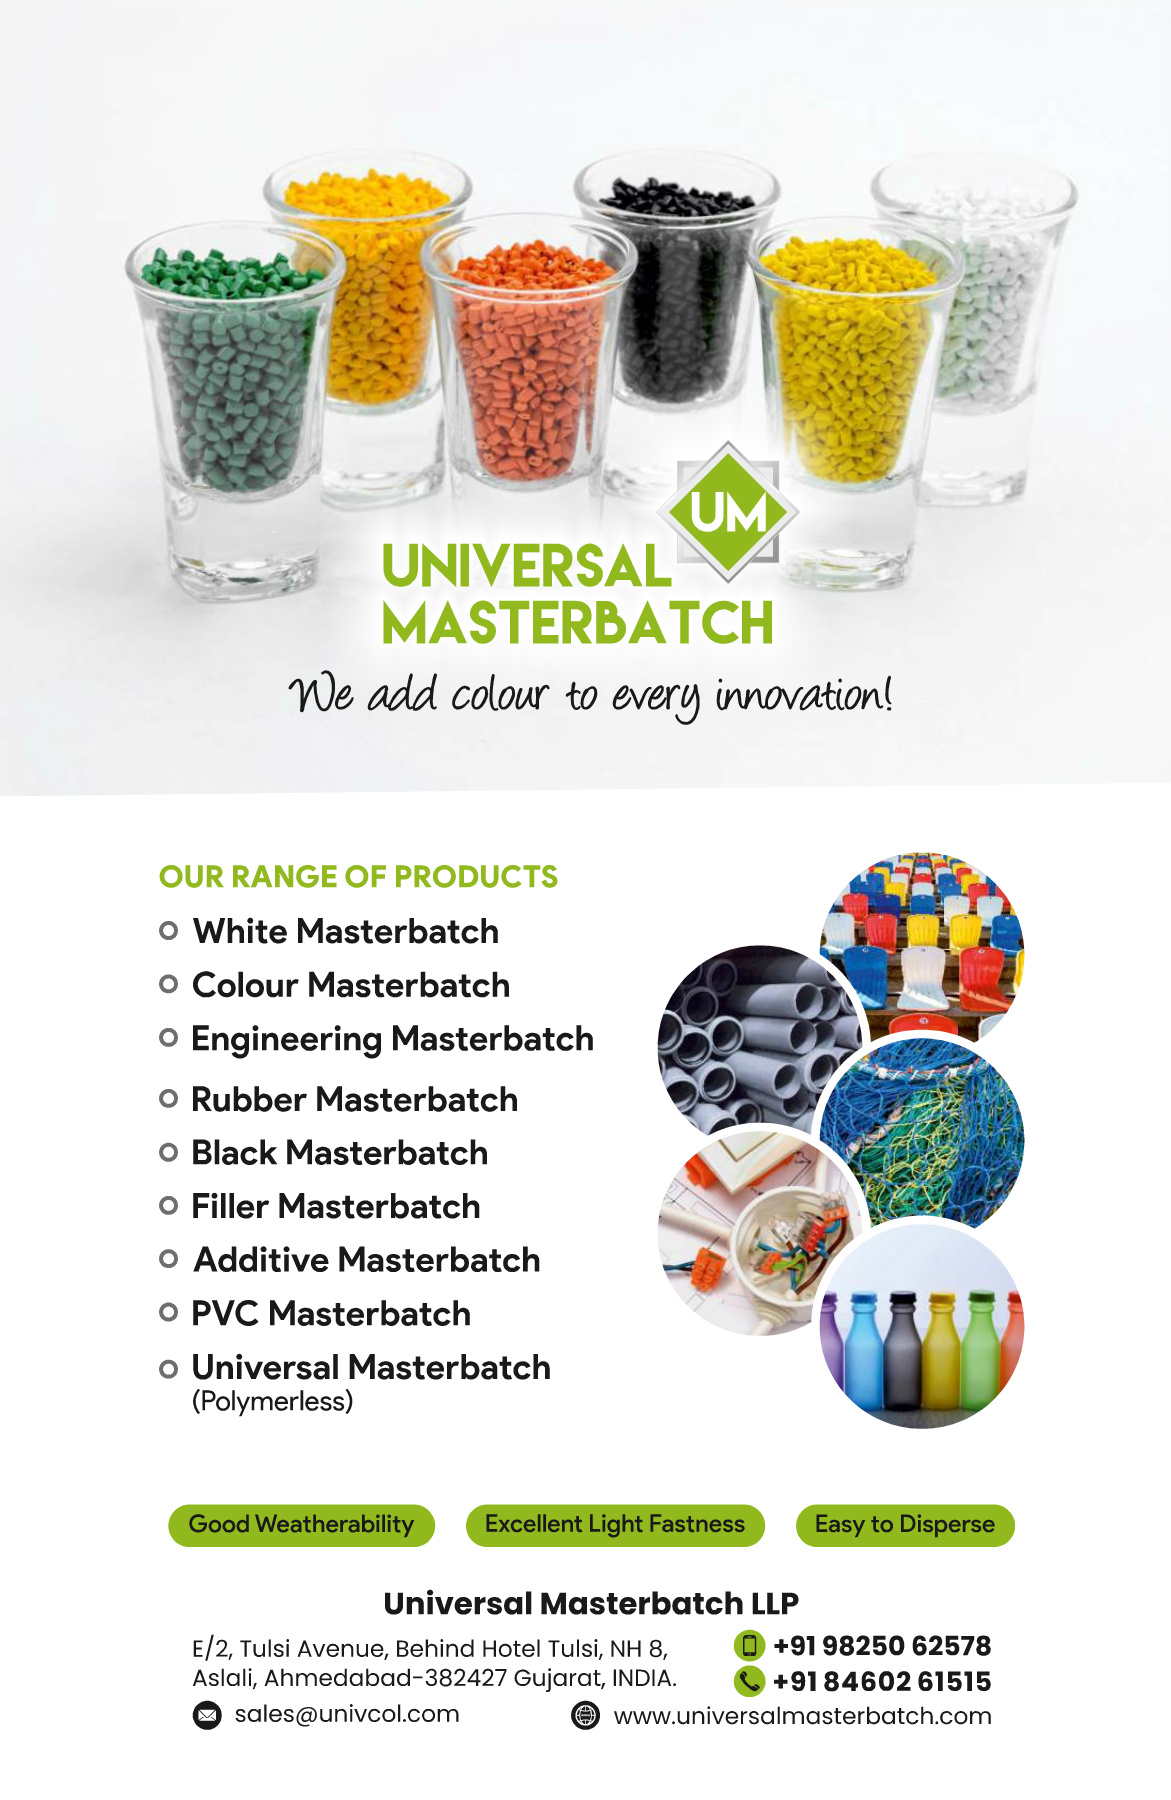 UM
UNIVERSAL
MASTERBATCH
We add colour to every innovation!
OUR RANGE OF PRODUCTS
White Masterbatch
Colour Masterbatch
Engineering Masterbatch
Rubber Masterbatch
Black Masterbatch
Filler Masterbatch
Additive Masterbatch
PVC Masterbatch
Universal Masterbatch
(Polymerless)
Good Weatherability
Excellent Light Fastness
Easy to Disperse
Universal Masterbatch LLP
E/2, Tulsi Avenue, Behind Hotel Tulsi, NH 8,
Aslali, Ahmedabad-382427 Gujarat, INDIA.
+91 98250 62578
+91 84602 61515
sales@univcol.com
www.universalmasterbatch.com